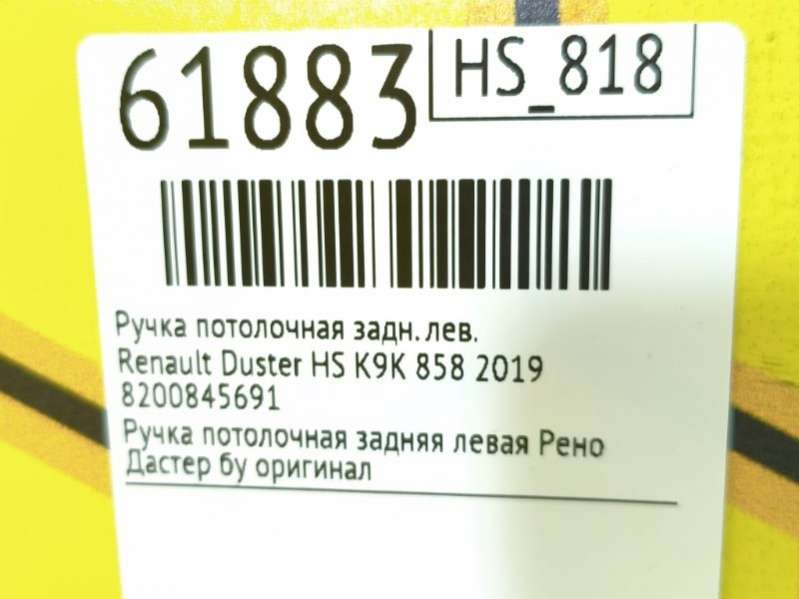 61883
HS_818
Ручка потолочная задн. лев.
Renault Duster HS K9K 858 2019
8200845691
Ручка потолочная задняя левая Рено
Дастер бу оригинал